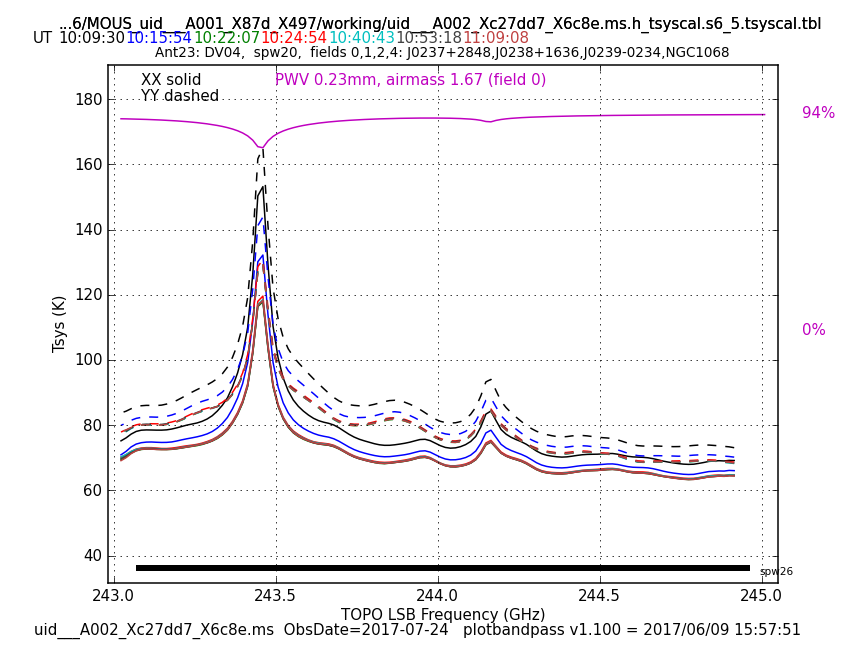 ...6/MOUS_uid___A001_X87d_X497/working/uid___A002_Xc27dd7_X6c8e.ms.h_tsyscal.s6_5.tsyscal.tbl
UT 10:09:30 10:15:54 10:22:07 10:24:54 10:40:43 10:53:18 11:09:08
Ant23: DV04, spw20, fields 0,1,2,4: J0237+2848,J0238+1636,J0239-0234,NGC1068
XX solid
PWV 0.23mm, airmass 1.67 (field 0)
YY dashed
94%
0%
180
160
140
120
100
80
60
40
Tsys (K)
spw26
243.0 243.5 244.0 244.5 245.0
TOPO LSB Frequency (GHz)
uid___A002_Xc27dd7_X6c8e.ms ObsDate=2017-07-24 plotbandpass v1.100 = 2017/06/09 15:57:51